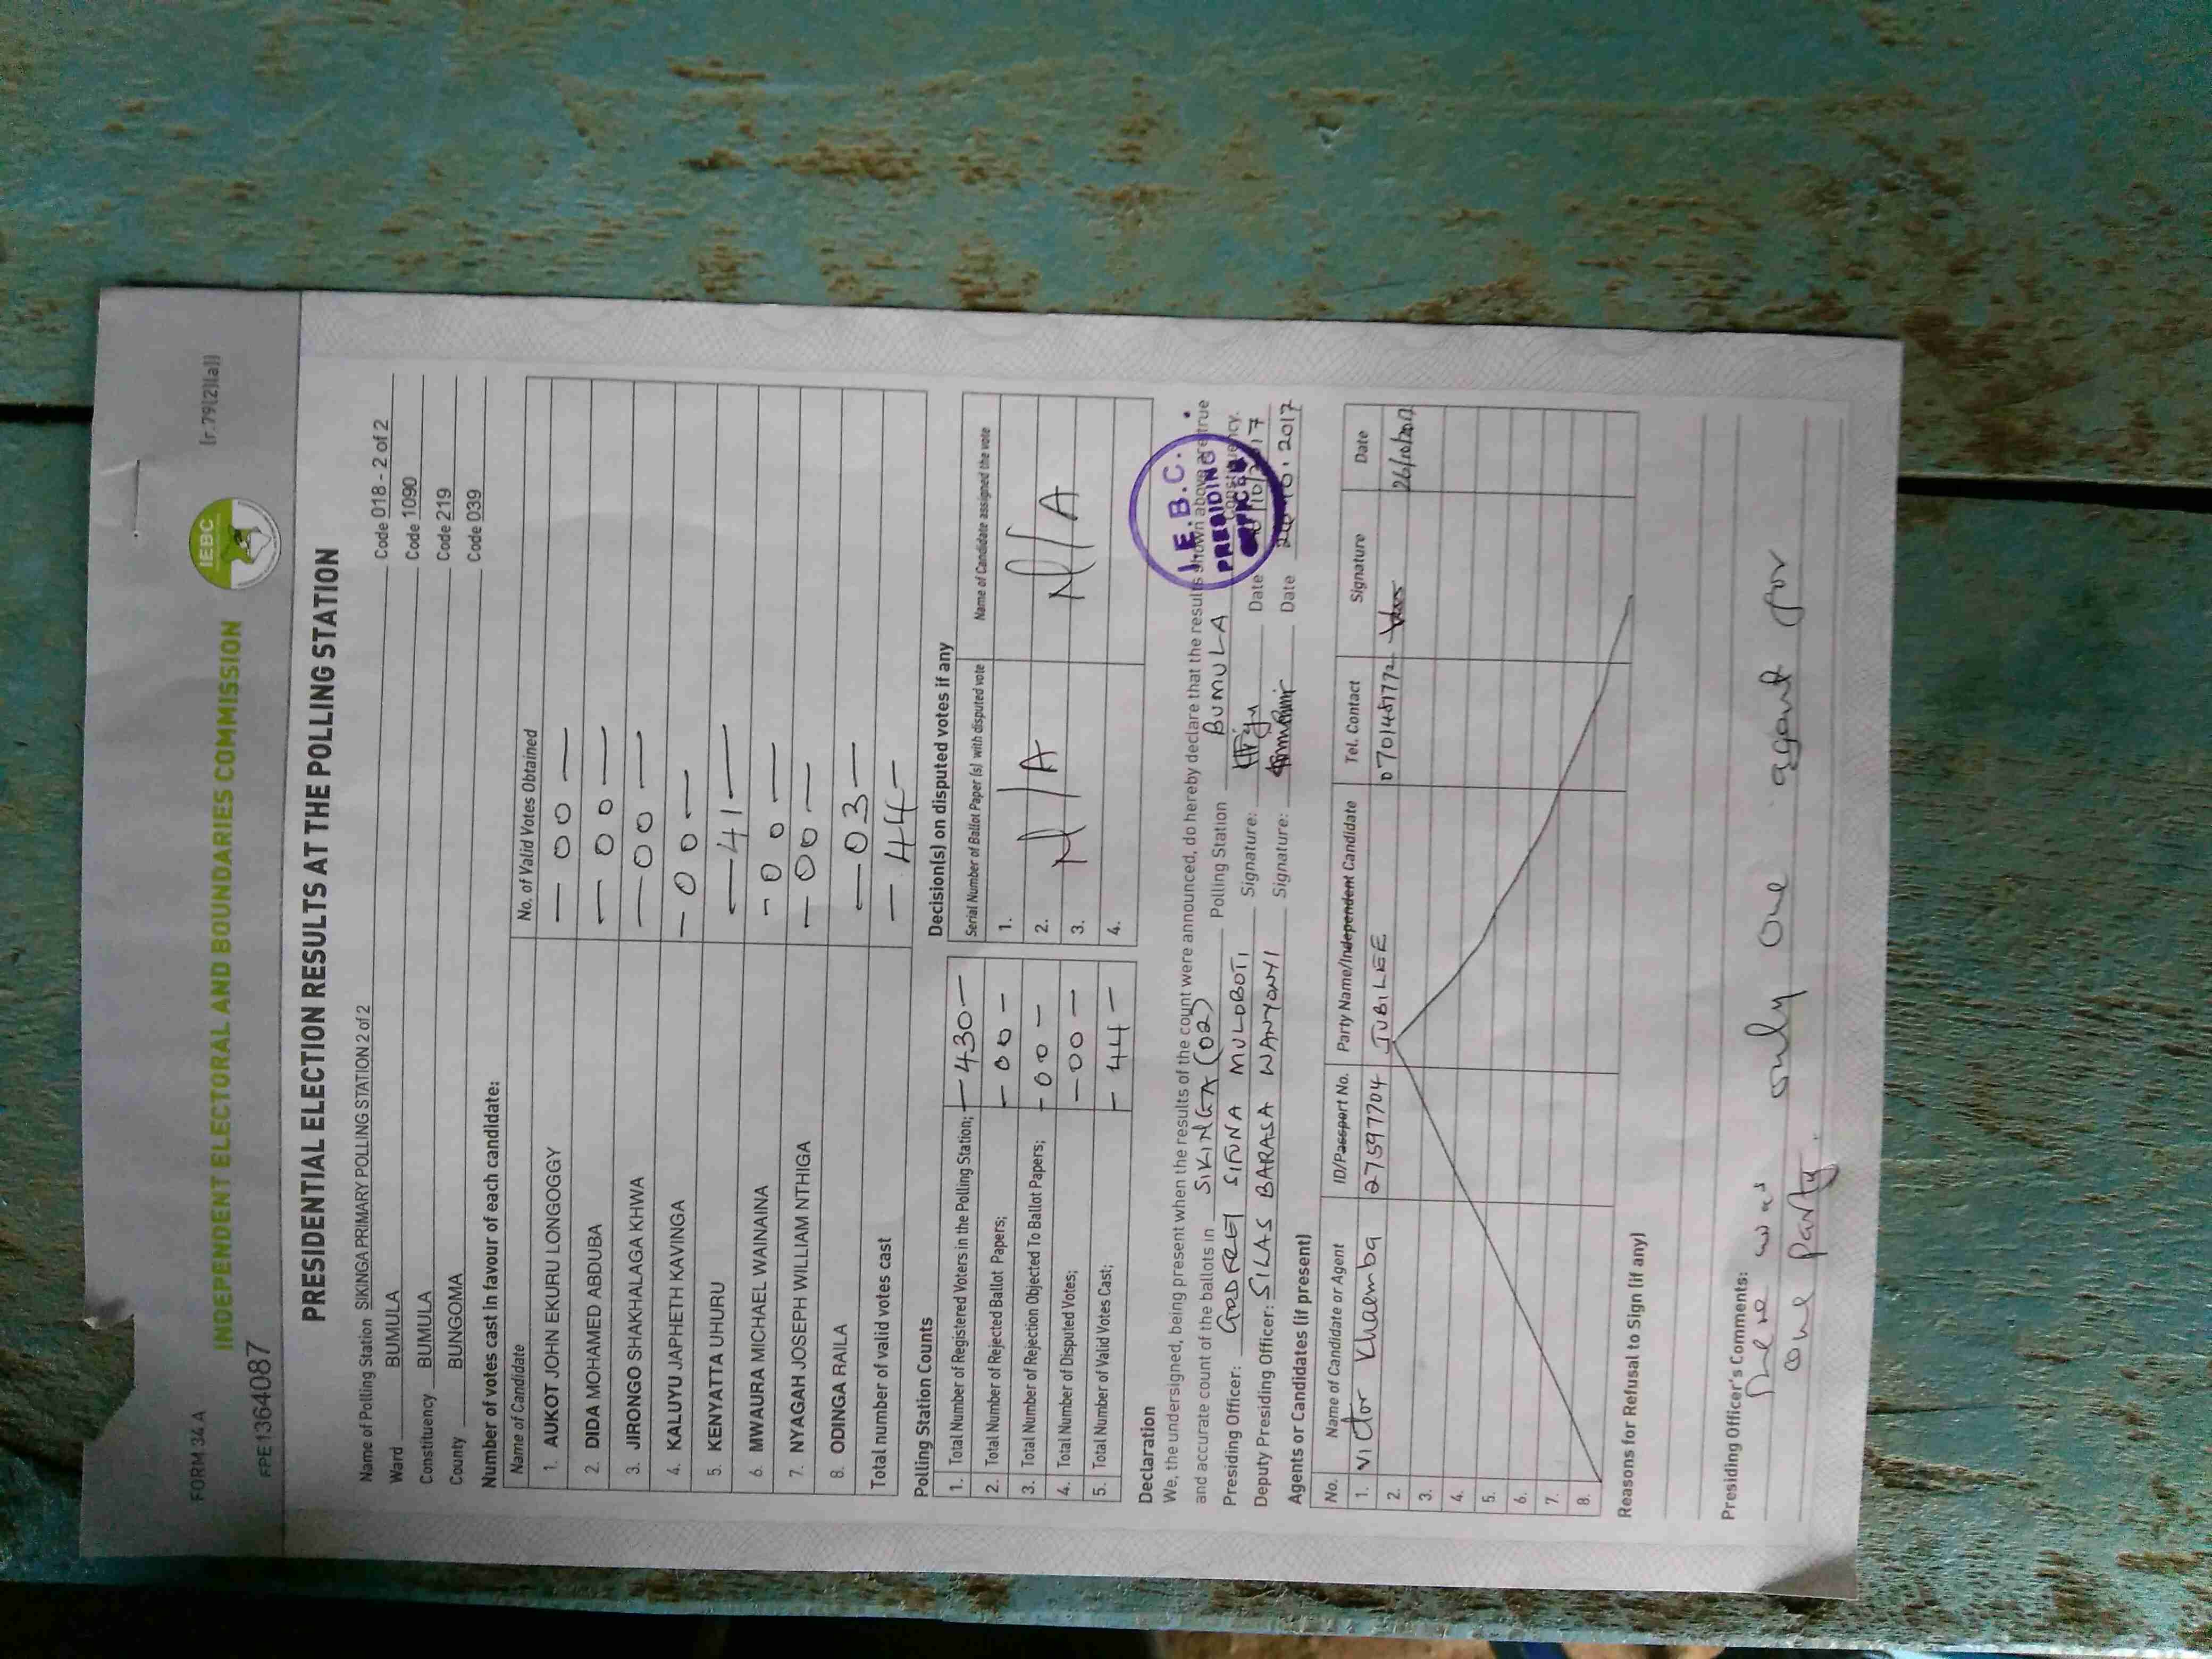 FORM 34 A [r.79(2)(a)]
INDEPENDENT ELECTORAL AND BOUNDARIES COMMISSION
IEBC
FPE1364087
PRESIDENTIAL ELECTION RESULTS AT THE POLLING STATION
Name of Polling Station SIKINGA PRIMARY POLLING STATION 2 of 2 Code 018 - 2 of 2
Ward BUMULA Code 1090
Constituency BUMULA Code 219
County BUNGOMA Code 039
Number of votes cast in favour of each candidate:
Name of Candidate No. of Valid Votes Obtained
1. AUKOT JOHN EKURU LONGOGGY — 00 —
2. DIDA MOHAMED ABDUBA — 00 —
3. JIRONGO SHAKHALAGA KHWA — 00 —
4. KALUYU JAPHETH KAVINGA — 00 —
5. KENYATTA UHURU — 41 —
6. MWAURA MICHAEL WAINAINA - 00 —
7. NYAGAH JOSEPH WILLIAM NTHIGA — 00 —
8. ODINGA RAILA — 03 —
Total number of valid votes cast — 44 —
Polling Station Counts
1. Total Number of Registered Voters in the Polling Station; — 430 —
2. Total Number of Rejected Ballot Papers; - 00 -
3. Total Number of Rejection Objected To Ballot Papers; - 00 -
4. Total Number of Disputed Votes; - 00 -
5. Total Number of Valid Votes Cast; - 44 -
Decision(s) on disputed votes if any
Serial Number of Ballot Paper (s) with disputed vote Name of Candidate assigned the vote
1.
2. N/A N/A
3.
4.
Declaration
We, the undersigned, being present when the results of the count were announced, do hereby declare that the results shown above are true
and accurate count of the ballots in SIKINGA (02) Polling Station BUMULA Constituency.
Presiding Officer: GODFREY SIFUNA MULOBOTI Signature: Date
Deputy Presiding Officer: SILAS BARASA WANYONYI Signature: Date 26.10.2017
I.E.B.C.
PRESIDING
OFFICER
Agents or Candidates (if present)
No. Name of Candidate or Agent ID/Passport No. Party Name/Independent Candidate Tel. Contact Signature Date
1. Victor Khaemba 27597704 JUBILEE 0701481772 26/10/2017
2.
3.
4.
5.
6.
7.
8.
Reasons for Refusal to Sign (if any)
Presiding Officer's Comments:
was only one agent for
one party.